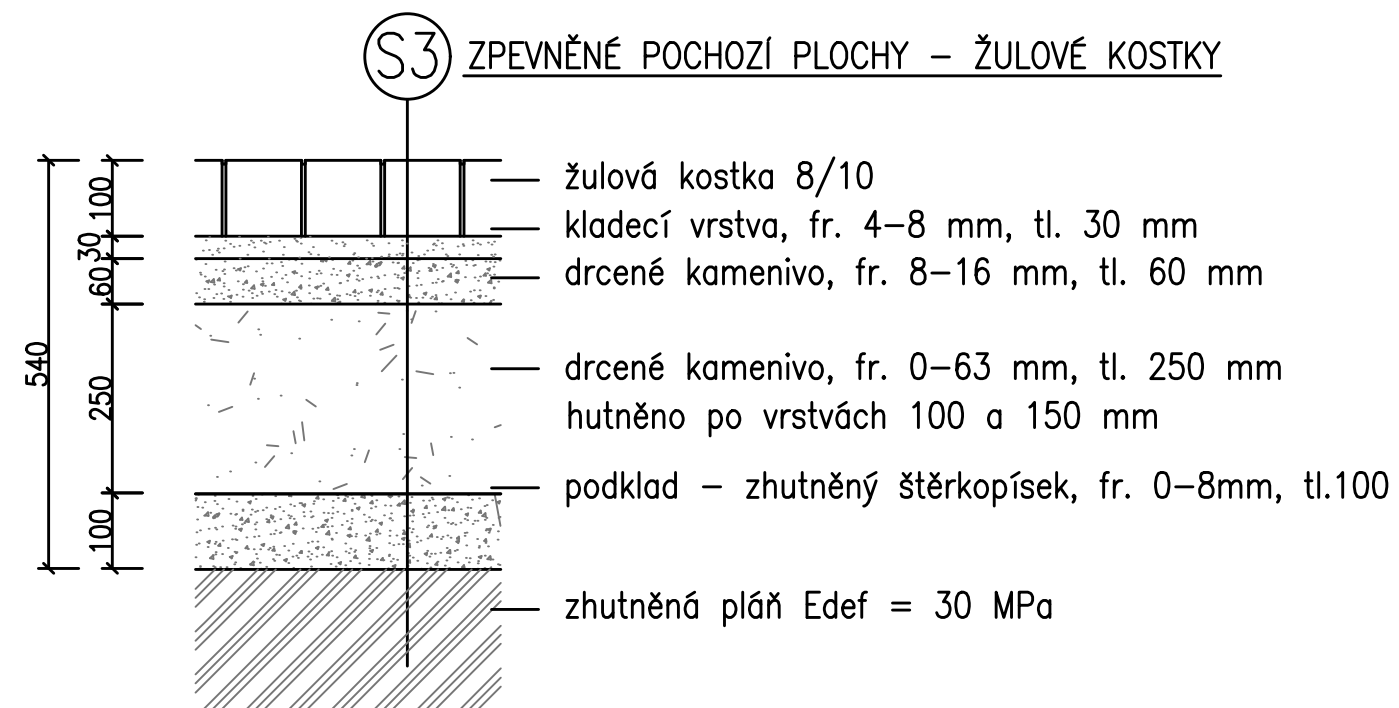 S3 ZPEVNĚNÉ POCHOZÍ PLOCHY – ŽULOVÉ KOSTKY
žulová kostka 8/10
kladecí vrstva, fr. 4–8 mm, tl. 30 mm
drcené kamenivo, fr. 8–16 mm, tl. 60 mm
drcené kamenivo, fr. 0–63 mm, tl. 250 mm
hutněno po vrstvách 100 a 150 mm
podklad – zhutněný štěrkopísek, fr. 0–8mm, tl.100
zhutněná pláň Edef = 30 MPa
540
100
30
60
250
100